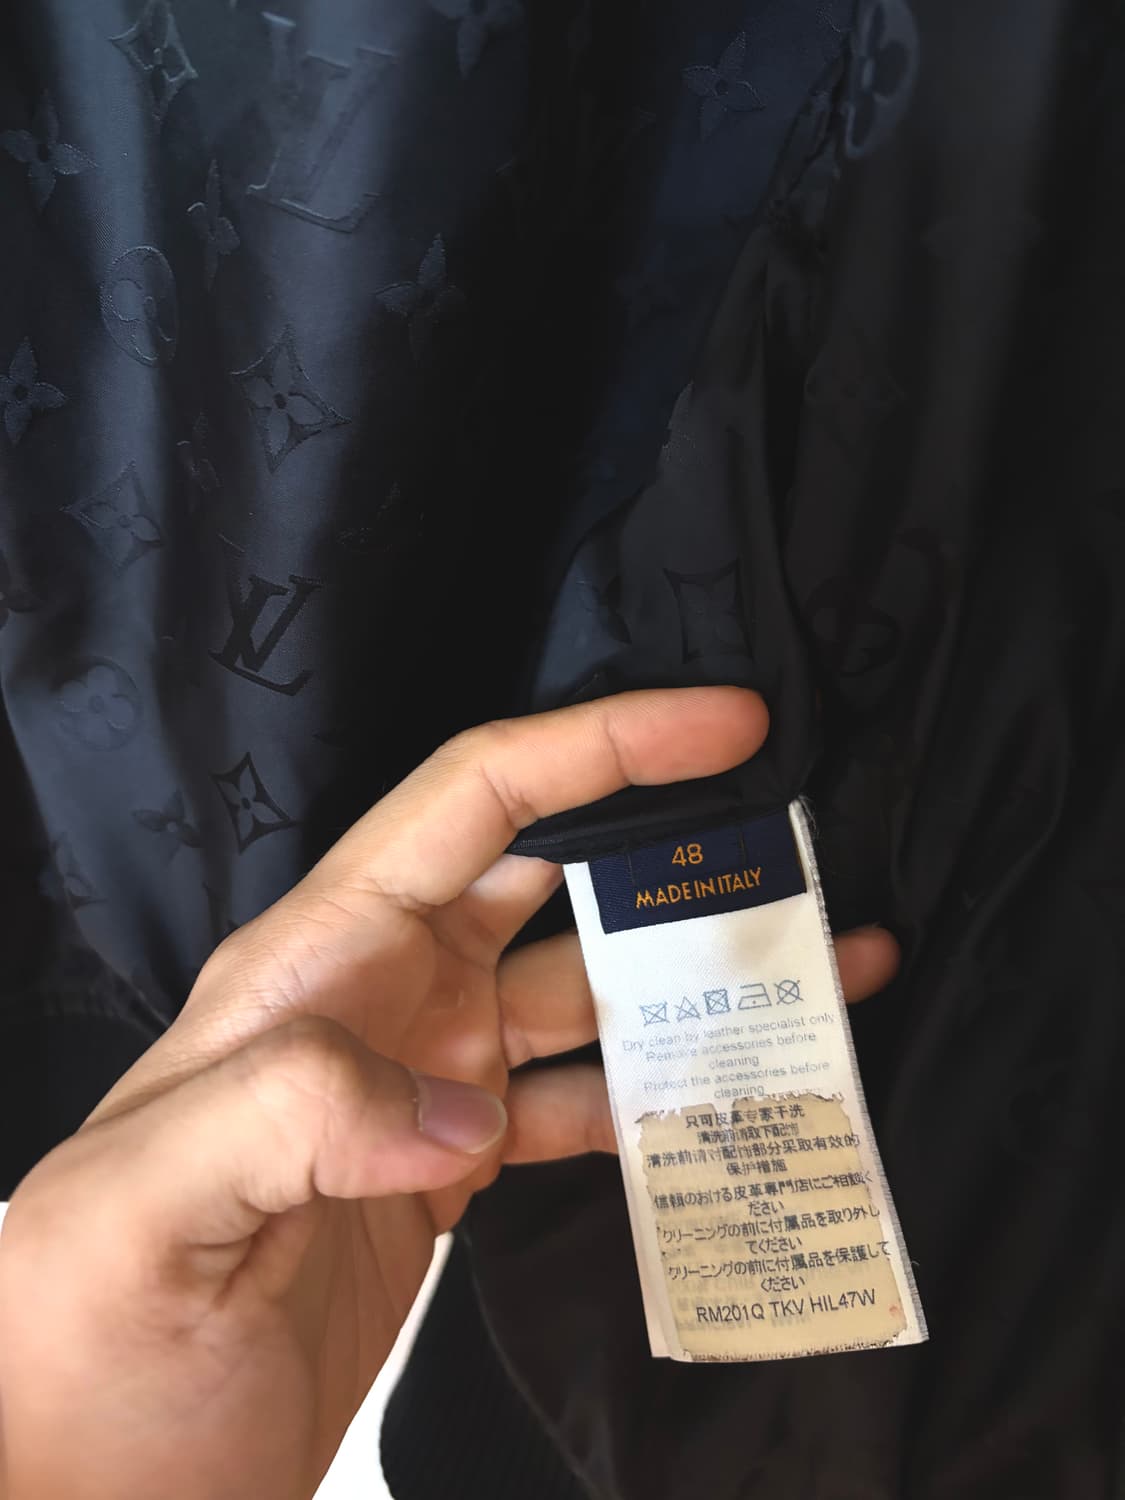 48
MADE IN ITALY
Dry clean by leather specialist only
Remove accessories before
cleaning
Protect the accessories before
cleaning
只可皮革专家干洗
清洗前请取下配饰
清洗前请对配饰部分采取有效的
保护措施
信頼のおける皮革専門店にご相談く
ださい
クリーニングの前に付属品を取り外し
てください
クリーニングの前に付属品を保護して
ください
RM201Q TKV HIL47W